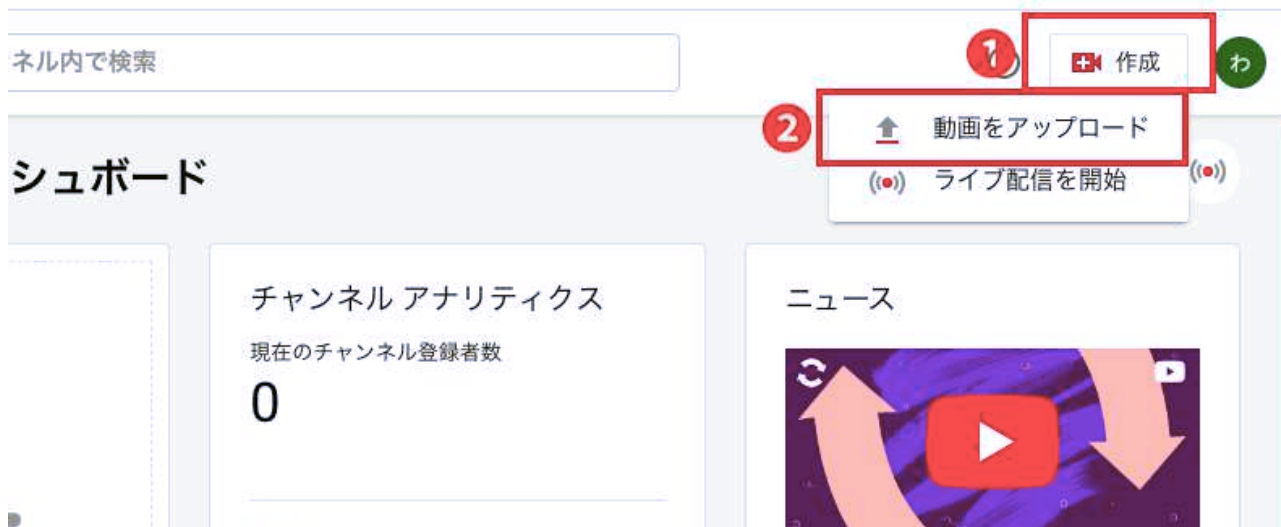 ネル内で検索
1
作成
わ
2
動画をアップロード
シュボード
ライブ配信を開始
チャンネル アナリティクス
現在のチャンネル登録者数
0
ニュース